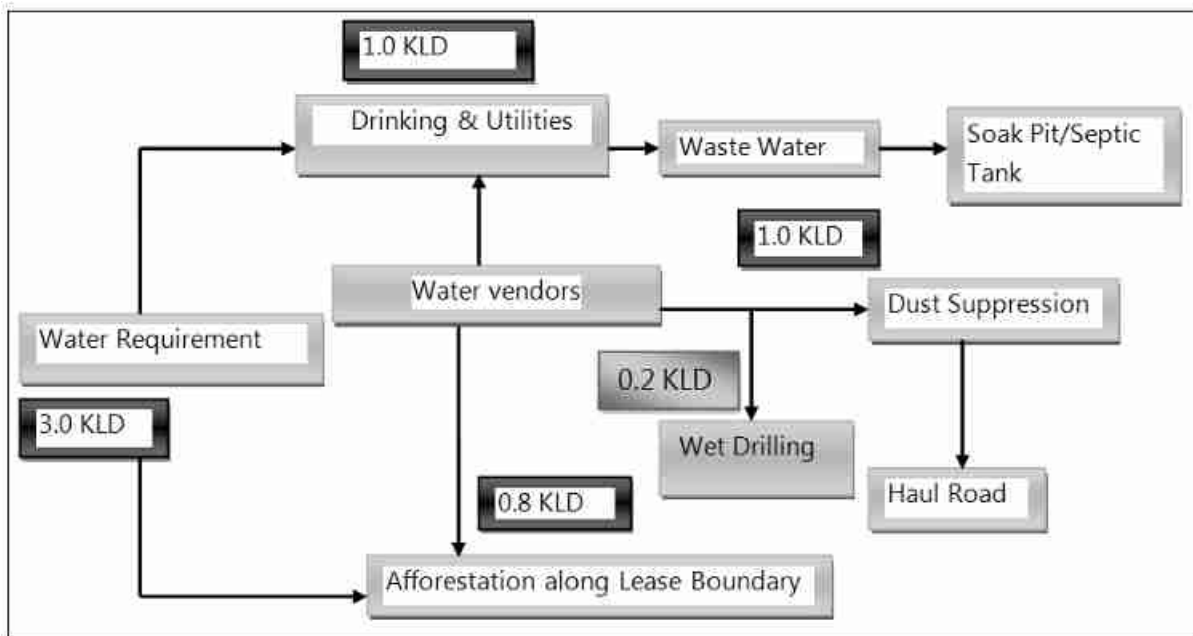 1.0 KLD
Drinking & Utilities
Waste Water
Soak Pit/Septic
Tank
1.0 KLD
Water vendors
Dust Suppression
Water Requirement
0.2 KLD
3.0 KLD
Wet Drilling
0.8 KLD
Haul Road
Afforestation along Lease Boundary